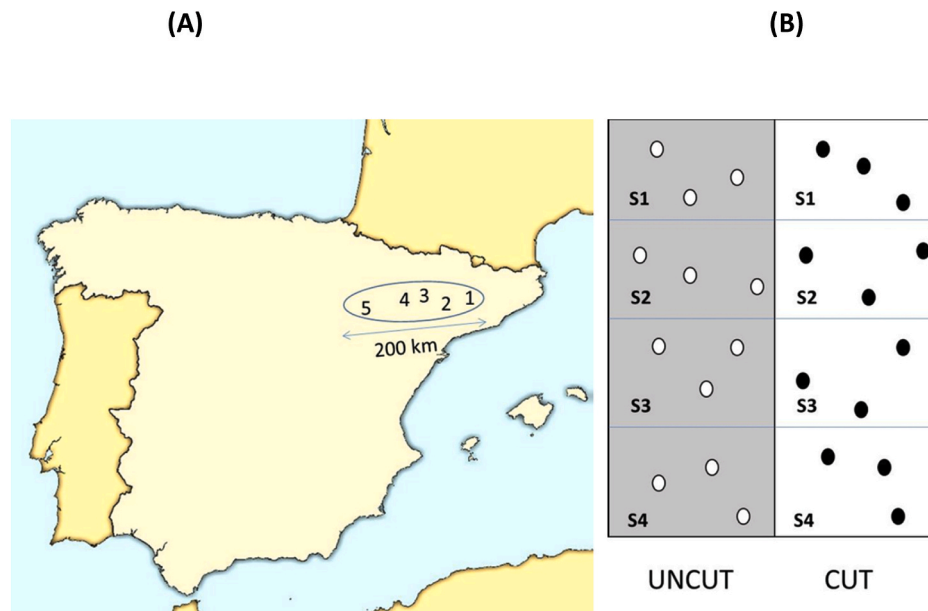 (A)
(B)
5 4 3 2 1
200 km
S1 S1
S2 S2
S3 S3
S4 S4
UNCUT CUT